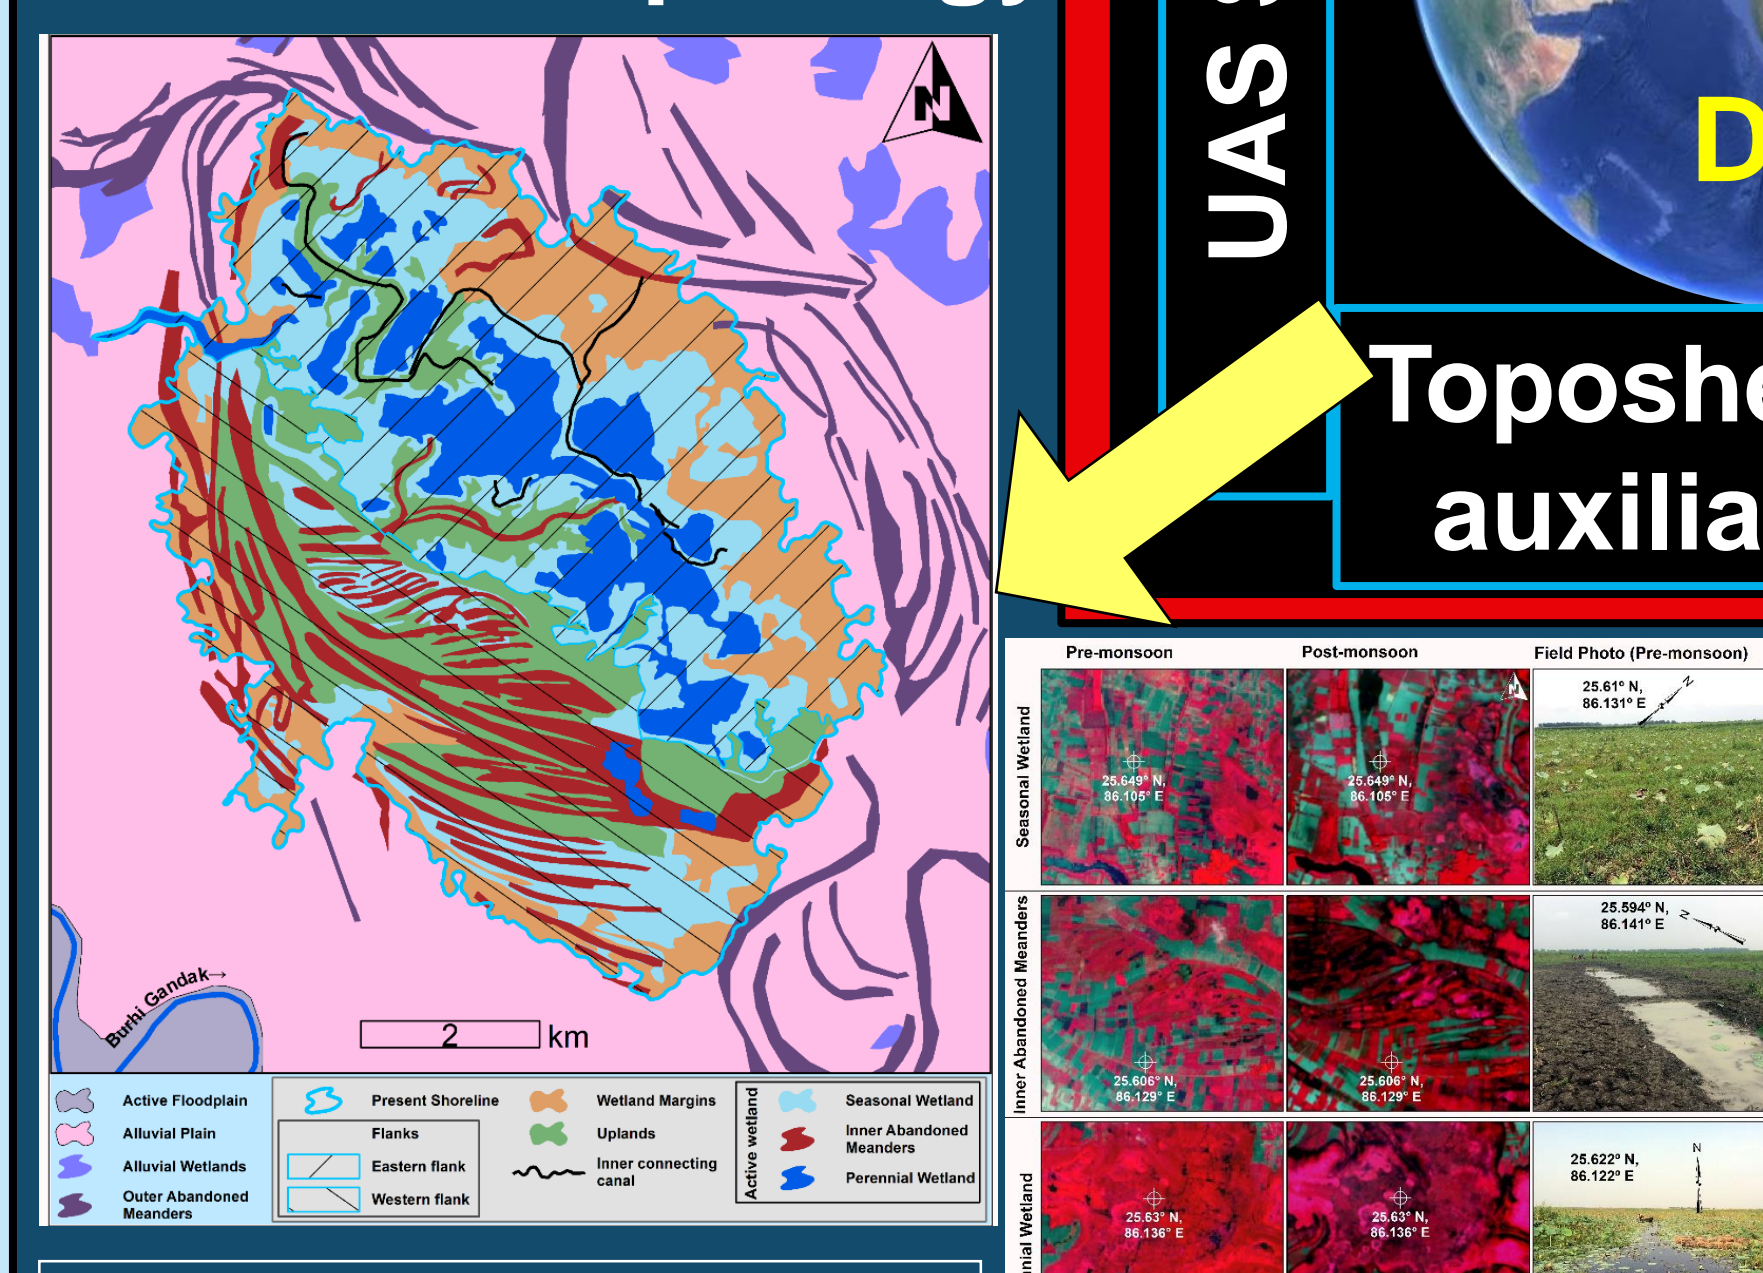 UAS
D
Toposhe
auxilia
N
Burhi Gandak→
2 km
Active Floodplain
Alluvial Plain
Alluvial Wetlands
Outer Abandoned
Meanders
Present Shoreline
Flanks
Eastern flank
Western flank
Wetland Margins
Uplands
Inner connecting
canal
Active wetland
Seasonal Wetland
Inner Abandoned
Meanders
Perennial Wetland
Pre-monsoon
Post-monsoon
Field Photo (Pre-monsoon)
Seasonal Wetland
25.649° N,
86.105° E
N
25.649° N,
86.105° E
25.61° N,
86.131° E
N
Inner Abandoned Meanders
25.606° N,
86.129° E
25.606° N,
86.129° E
25.594° N,
86.141° E
N
nial Wetland
25.63° N,
86.136° E
25.63° N,
86.136° E
25.622° N,
86.122° E
N